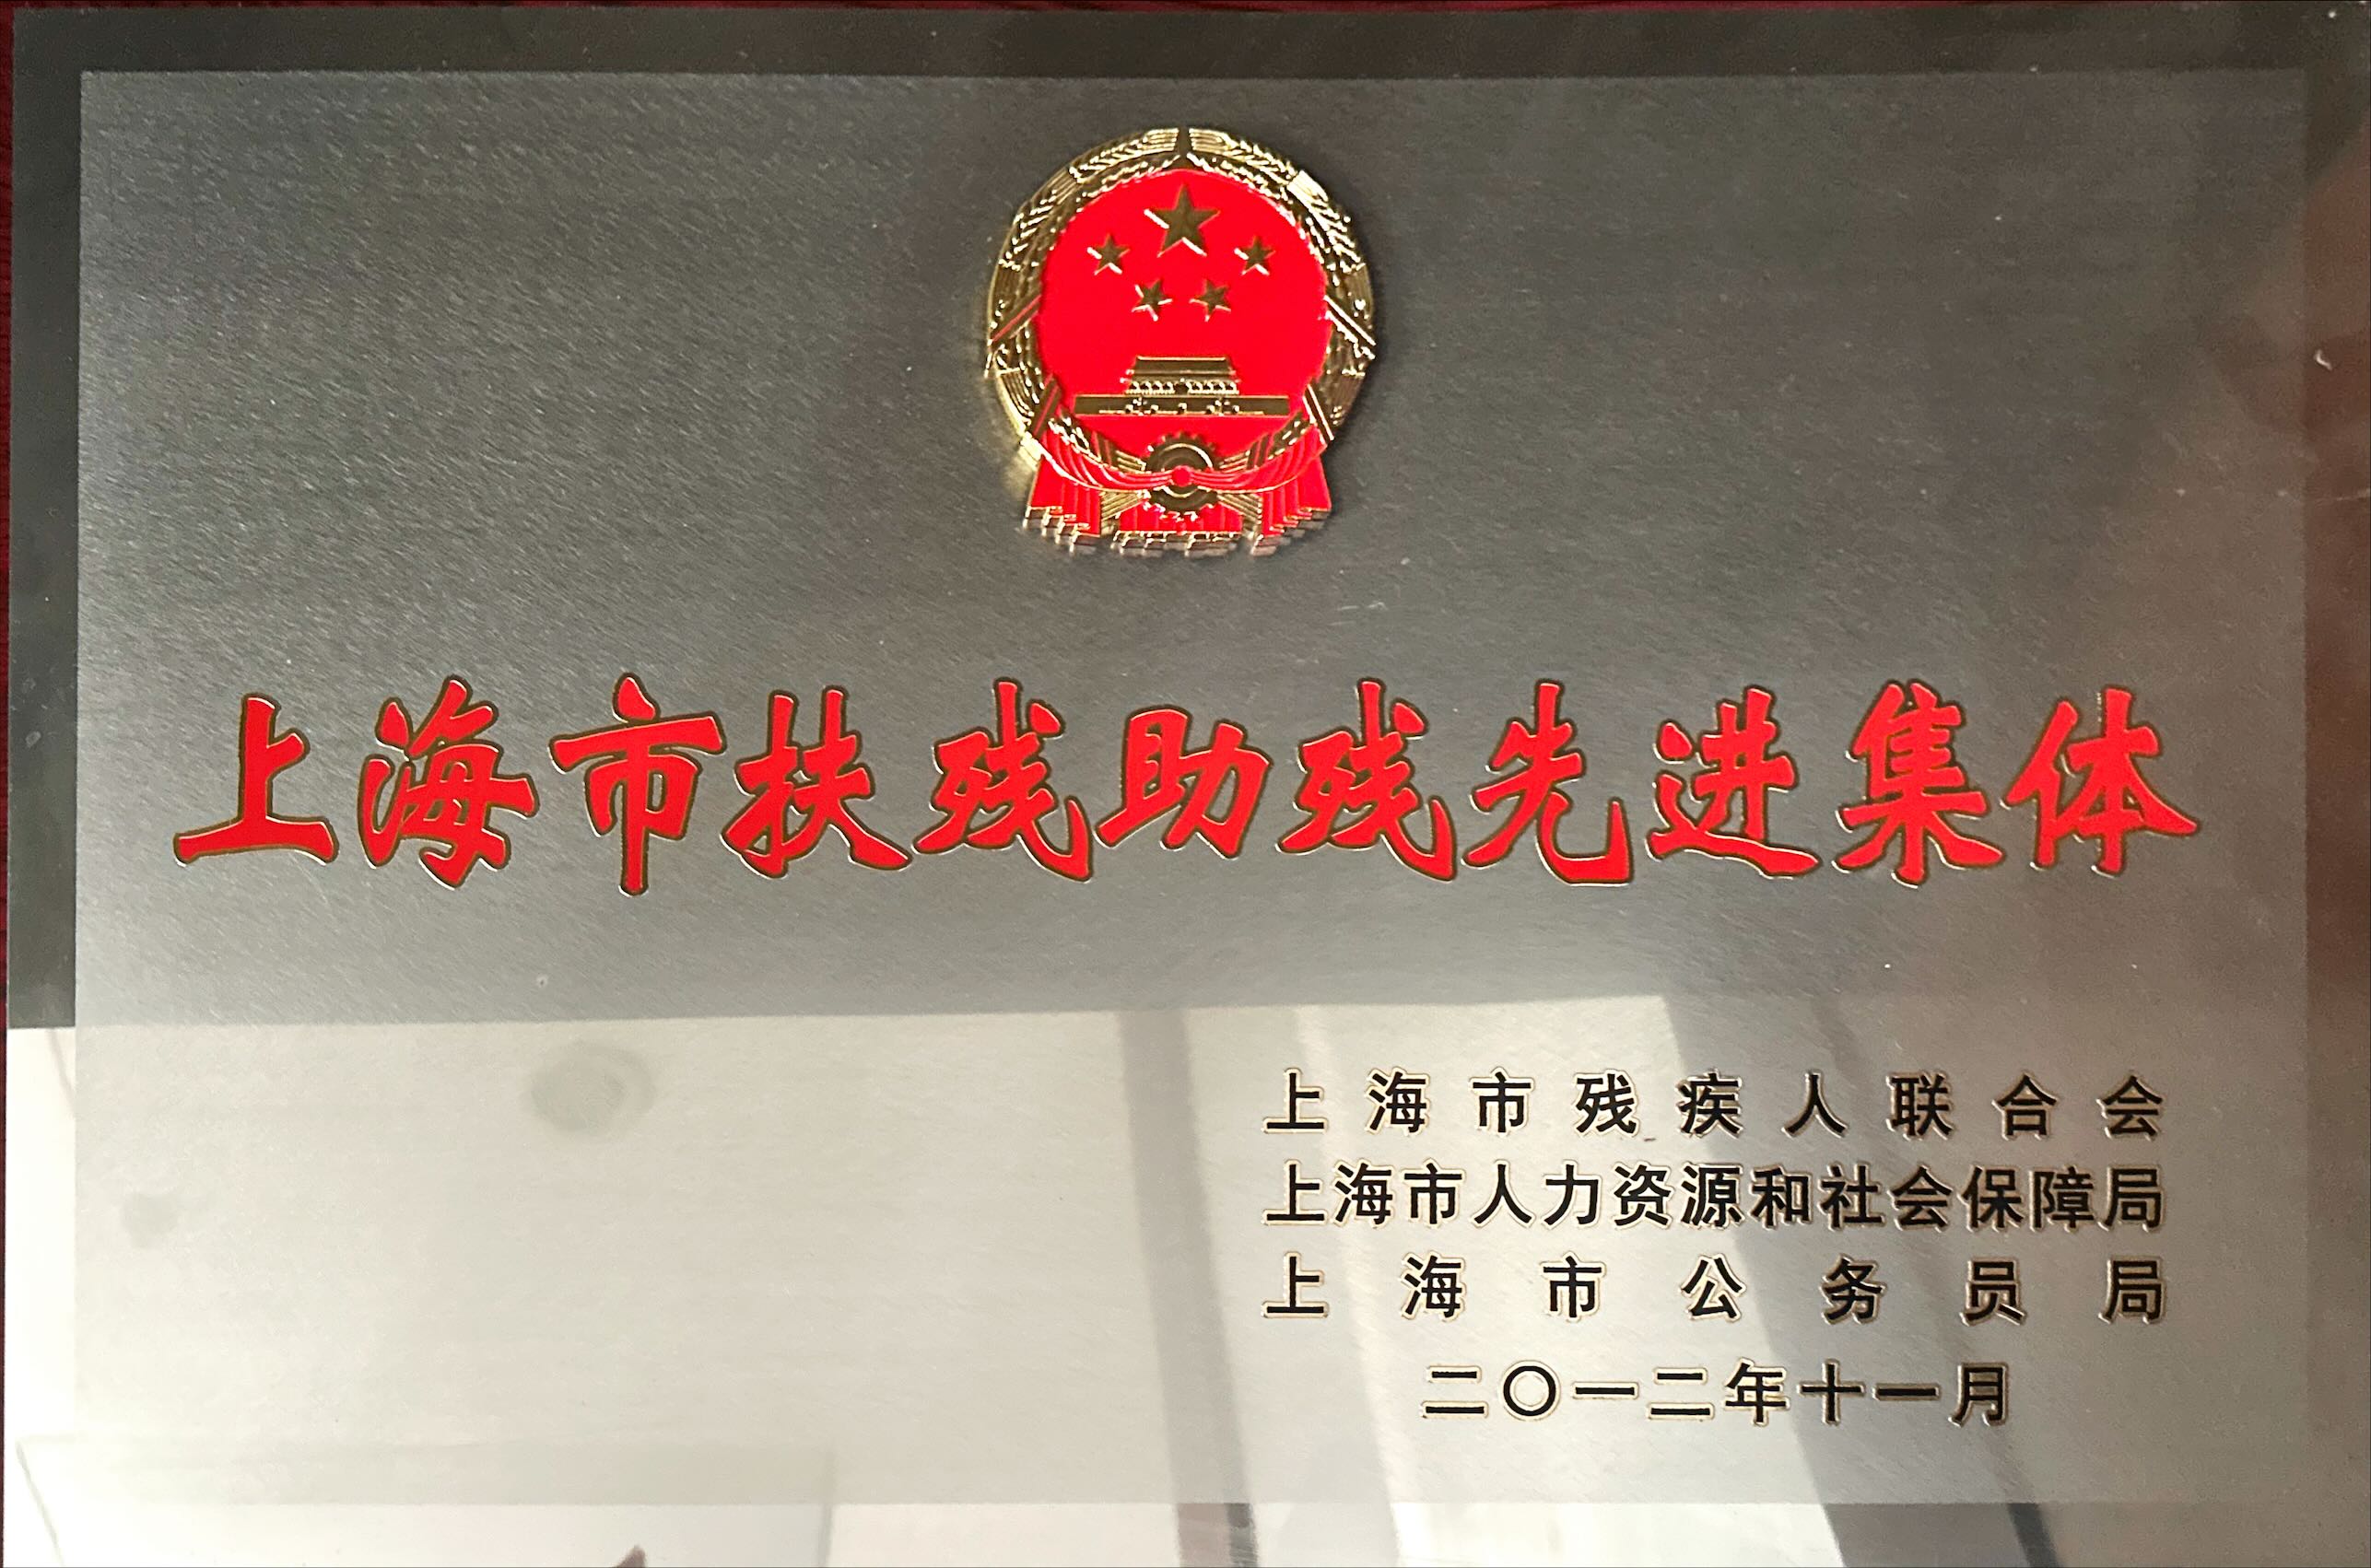 上海市扶残助残先进集体
上海市残疾人联合会
上海市人力资源和社会保障局
上海市公务员局
二〇一二年十一月